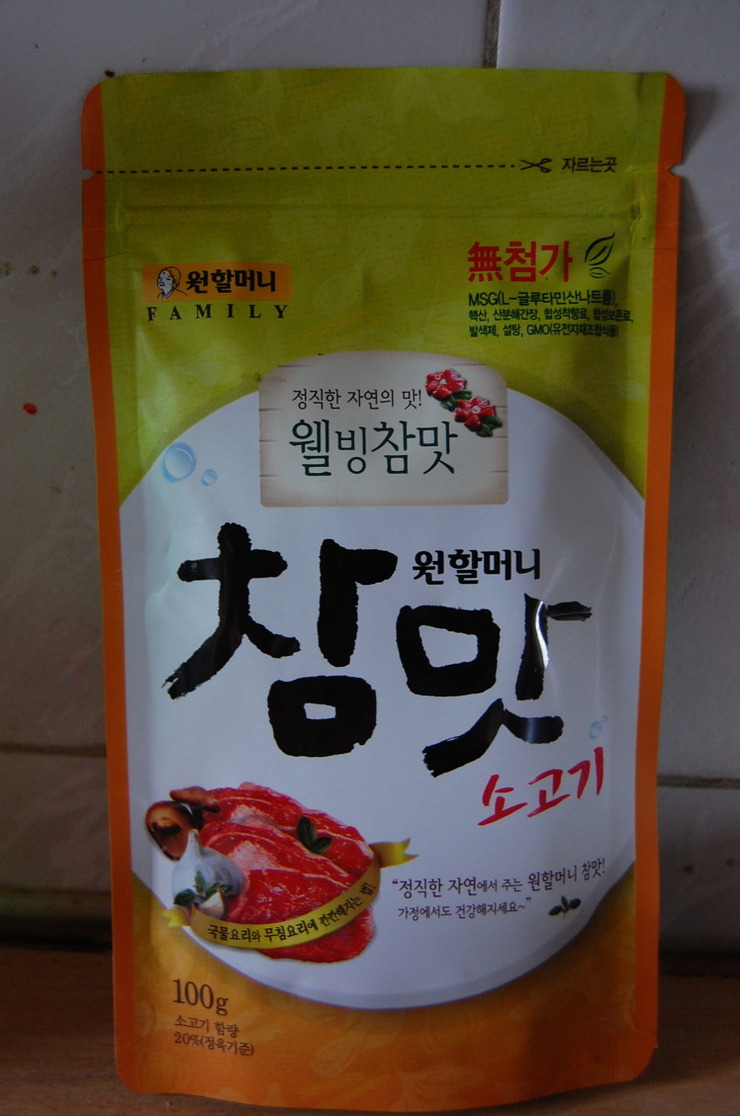 자르는곳
원할머니
FAMILY
無첨가
MSG(L-글루타민산나트륨),
핵산, 산분해간장, 합성착향료, 합성보존료,
발색제, 설탕, GMO(유전자재조합식품)
정직한 자연의 맛!
웰빙참맛
원할머니
참맛
소고기
국물요리와 무침요리에 깐깐해지는 법!
“정직한 자연에서 주는 원할머니 참맛!
가정에서도 건강해지세요~”
100g
소고기 함량
20%(정육기준)